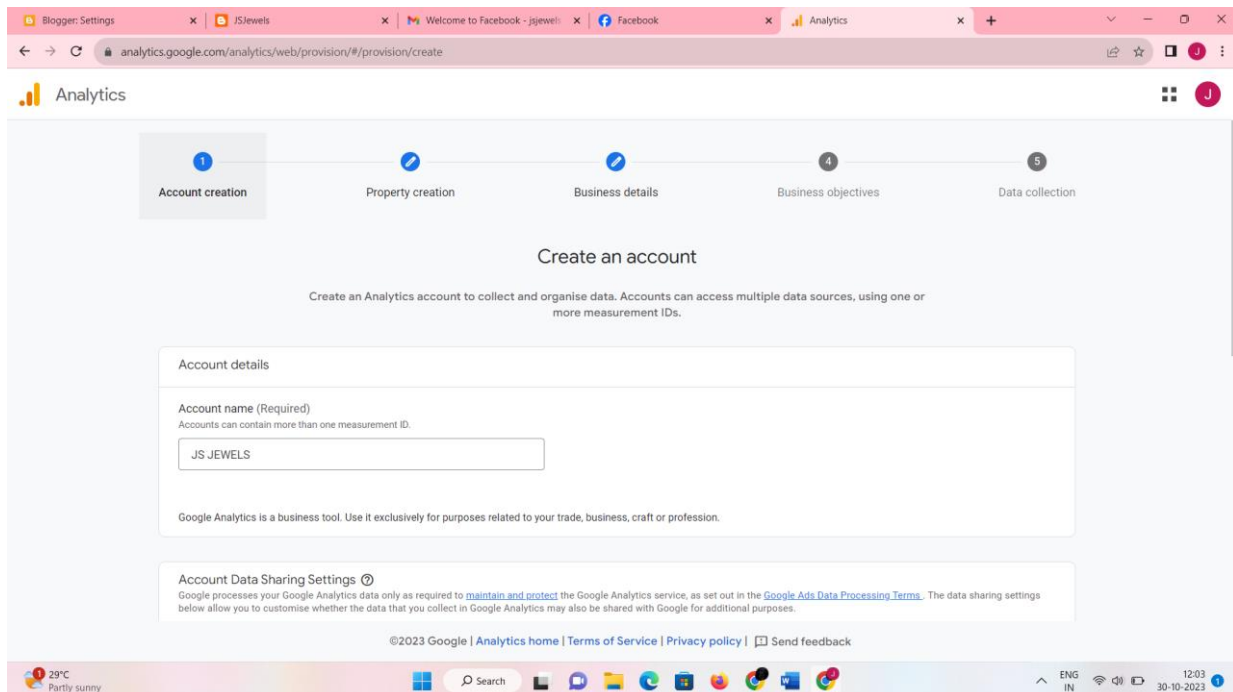 Blogger: Settings
JSJewels
Welcome to Facebook - jsjewels
Facebook
Analytics
analytics.google.com/analytics/web/provision/#/provision/create
J
Analytics
J
1
4
5
Account creation
Property creation
Business details
Business objectives
Data collection
Create an account
Create an Analytics account to collect and organise data. Accounts can access multiple data sources, using one or
more measurement IDs.
Account details
Account name (Required)
Accounts can contain more than one measurement ID.
JS JEWELS
Google Analytics is a business tool. Use it exclusively for purposes related to your trade, business, craft or profession.
Account Data Sharing Settings
Google processes your Google Analytics data only as required to maintain and protect the Google Analytics service, as set out in the Google Ads Data Processing Terms . The data sharing settings
below allow you to customise whether the data that you collect in Google Analytics may also be shared with Google for additional purposes.
©2023 Google | Analytics home | Terms of Service | Privacy policy | Send feedback
1
29°C
Partly sunny
Search
ENG
IN
12:03
30-10-2023
1